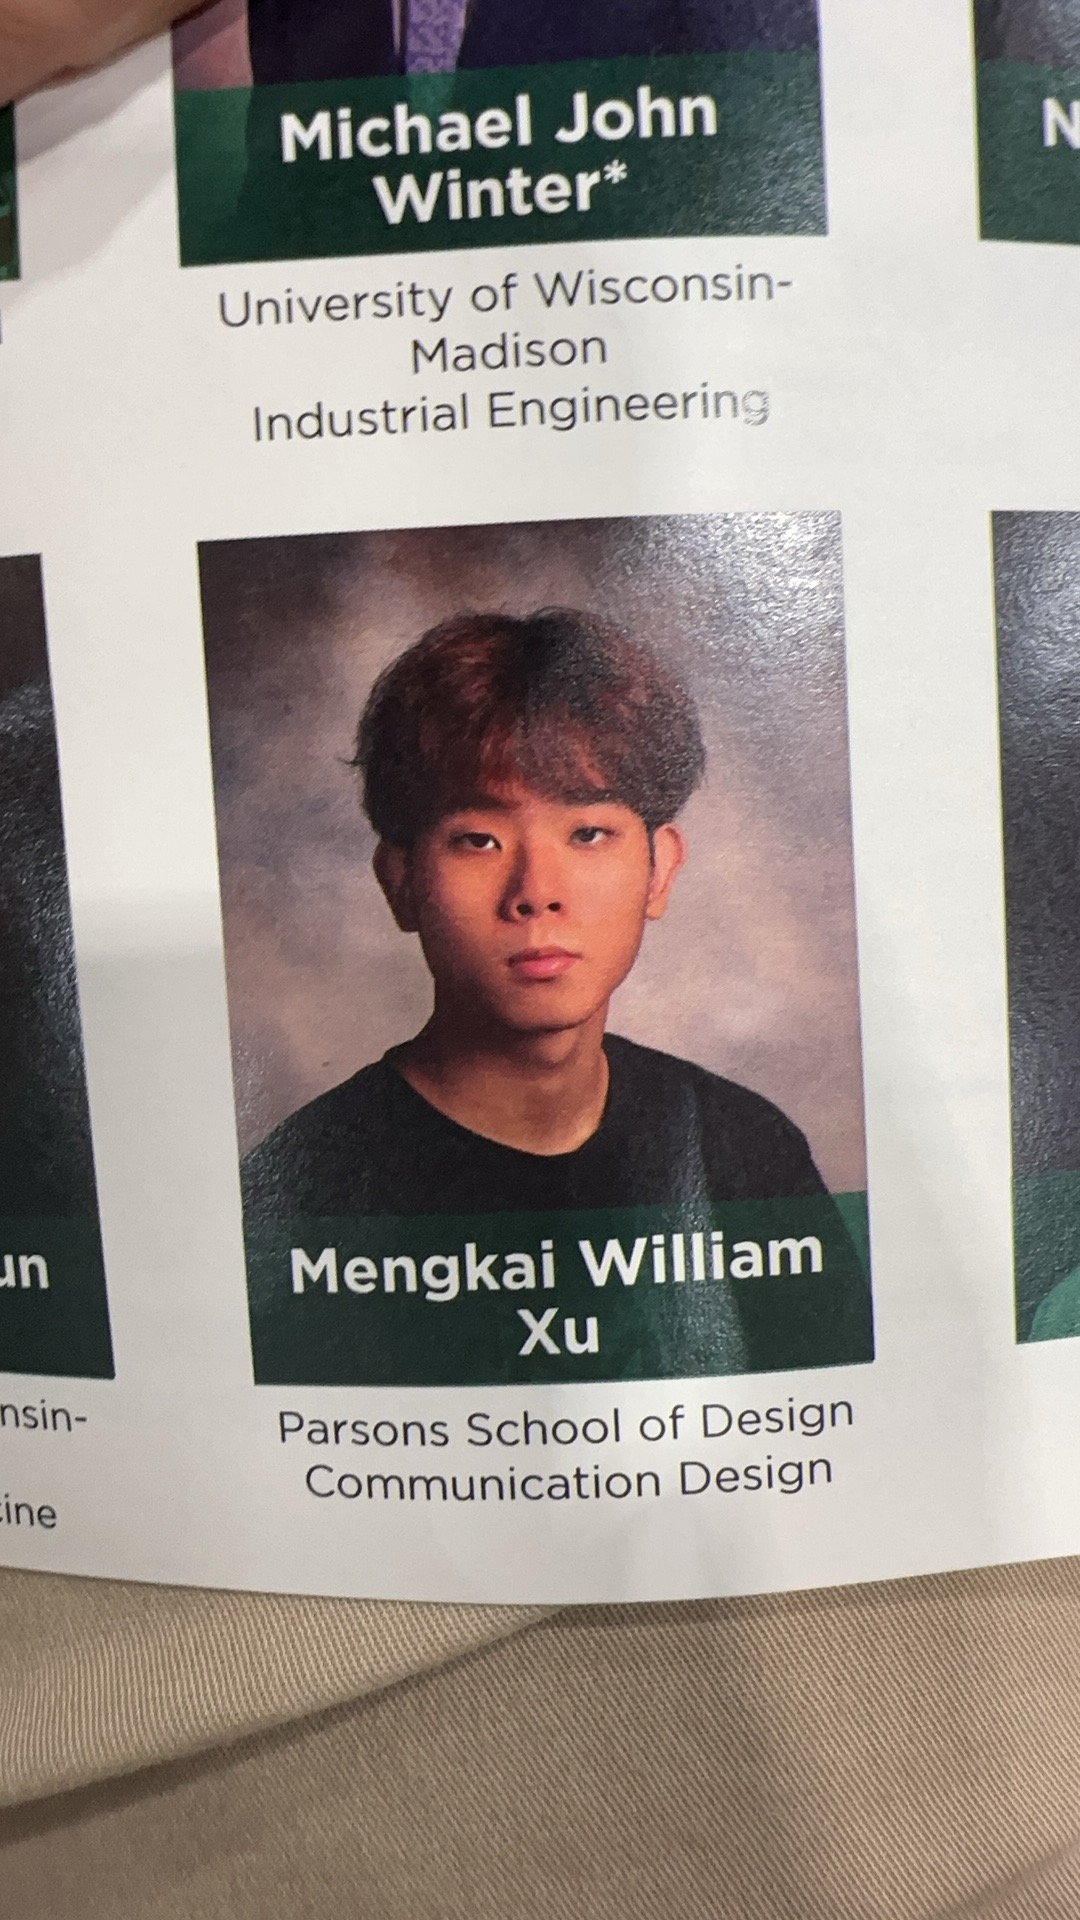 Michael John
Winter*
N
University of Wisconsin-
Madison
Industrial Engineering
un
Mengkai William
Xu
nsin-
Parsons School of Design
Communication Design
ine